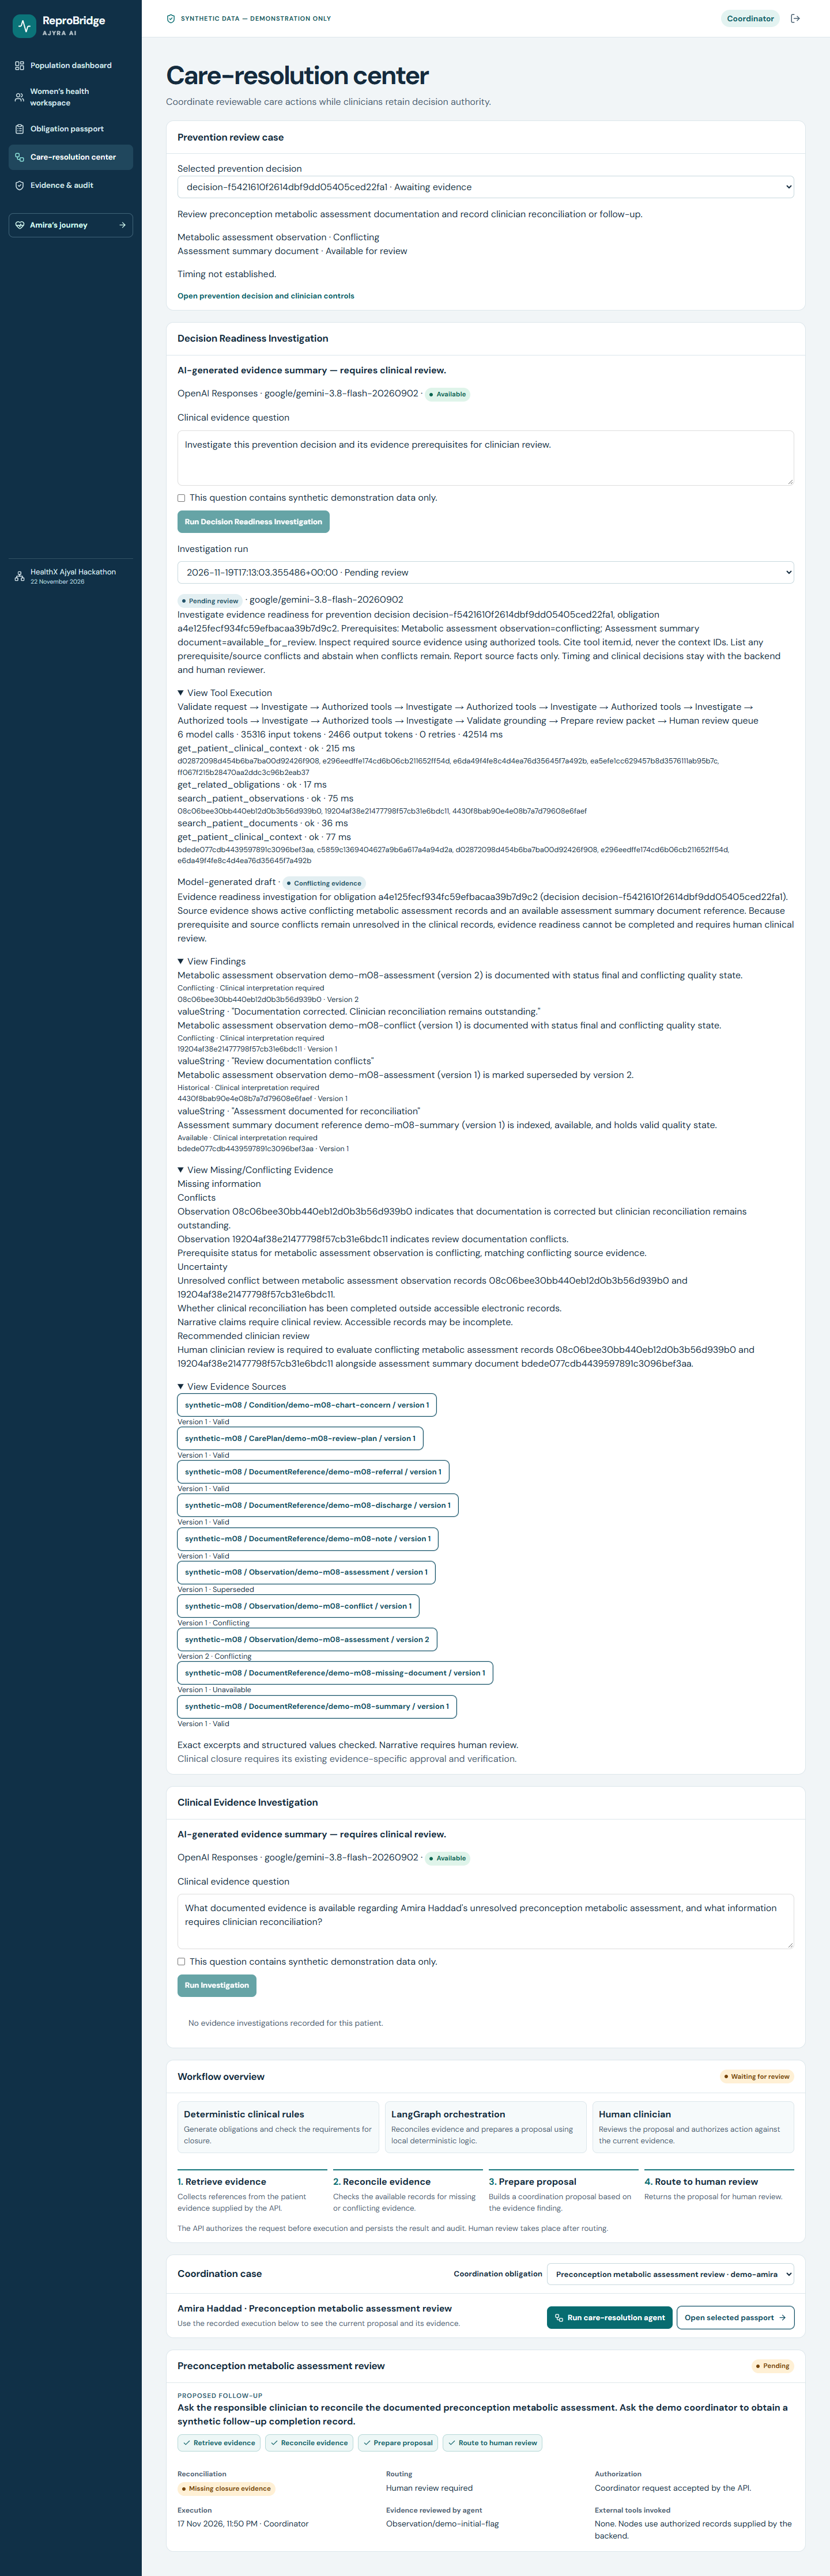 ReproBridge
AJYRA AI
Population dashboard
Women's health
workspace
Obligation passport
Care-resolution center
Evidence & audit
Amira's journey
HealthX Ajyal Hackathon
22 November 2026
SYNTHETIC DATA — DEMONSTRATION ONLY
Coordinator
Care-resolution center
Coordinate reviewable care actions while clinicians retain decision authority.
Prevention review case
Selected prevention decision
decision-f5421610f2614dbf9dd05405ced22fa1 · Awaiting evidence
Review preconception metabolic assessment documentation and record clinician reconciliation or follow-up.
Metabolic assessment observation · Conflicting
Assessment summary document · Available for review
Timing not established.
Open prevention decision and clinician controls
Decision Readiness Investigation
AI-generated evidence summary — requires clinical review.
OpenAI Responses · google/gemini-3.8-flash-20260902 · Available
Clinical evidence question
Investigate this prevention decision and its evidence prerequisites for clinician review.
This question contains synthetic demonstration data only.
Run Decision Readiness Investigation
Investigation run
2026-11-19T17:13:03.355486+00:00 · Pending review
Pending review · google/gemini-3.8-flash-20260902
Investigate evidence readiness for prevention decision decision-f5421610f2614dbf9dd05405ced22fa1, obligation
a4e125fecf934fc59efbacaa39b7d9c2. Prerequisites: Metabolic assessment observation=conflicting; Assessment summary
document=available_for_review. Inspect required source evidence using authorized tools. Cite tool item.id, never the context IDs. List any
prerequisite/source conflicts and abstain when conflicts remain. Report source facts only. Timing and clinical decisions stay with the backend
and human reviewer.
▼ View Tool Execution
Validate request → Investigate → Authorized tools → Investigate → Authorized tools → Investigate → Authorized tools → Investigate →
Authorized tools → Investigate → Authorized tools → Investigate → Validate grounding → Prepare review packet → Human review queue
6 model calls · 35316 input tokens · 2466 output tokens · 0 retries · 42514 ms
get_patient_clinical_context · ok · 215 ms
d02872098d454b6ba7ba00d92426f908, e296eedffe174cd6b06cb211652ff54d, e6da49f4fe8c4d4ea76d35645f7a492b, ea5efe1cc629457b8d3576111ab95b7c,
ff067f215b28470aa2ddc3c96b2eab37
get_related_obligations · ok · 17 ms
search_patient_observations · ok · 75 ms
08c06bee30bb440eb12d0b3b56d939b0, 19204af38e21477798f57cb31e6bdc11, 4430f8bab90e4e08b7a7d79608e6faef
search_patient_documents · ok · 36 ms
get_patient_clinical_context · ok · 77 ms
bdede077cdb4439597891c3096bef3aa, c5859c1369404627a9b6a617a4a94d2a, d02872098d454b6ba7ba00d92426f908, e296eedffe174cd6b06cb211652ff54d,
e6da49f4fe8c4d4ea76d35645f7a492b
Model-generated draft · Conflicting evidence
Evidence readiness investigation for obligation a4e125fecf934fc59efbacaa39b7d9c2 (decision decision-f5421610f2614dbf9dd05405ced22fa1).
Source evidence shows active conflicting metabolic assessment records and an available assessment summary document reference. Because
prerequisite and source conflicts remain unresolved in the clinical records, evidence readiness cannot be completed and requires human clinical
review.
▼ View Findings
Metabolic assessment observation demo-m08-assessment (version 2) is documented with status final and conflicting quality state.
Conflicting · Clinical interpretation required
08c06bee30bb440eb12d0b3b56d939b0 · Version 2
valueString · "Documentation corrected. Clinician reconciliation remains outstanding."
Metabolic assessment observation demo-m08-conflict (version 1) is documented with status final and conflicting quality state.
Conflicting · Clinical interpretation required
19204af38e21477798f57cb31e6bdc11 · Version 1
valueString · "Review documentation conflicts"
Metabolic assessment observation demo-m08-assessment (version 1) is marked superseded by version 2.
Historical · Clinical interpretation required
4430f8bab90e4e08b7a7d79608e6faef · Version 1
valueString · "Assessment documented for reconciliation"
Assessment summary document reference demo-m08-summary (version 1) is indexed, available, and holds valid quality state.
Available · Clinical interpretation required
bdede077cdb4439597891c3096bef3aa · Version 1
▼ View Missing/Conflicting Evidence
Missing information
Conflicts
Observation 08c06bee30bb440eb12d0b3b56d939b0 indicates that documentation is corrected but clinician reconciliation remains
outstanding.
Observation 19204af38e21477798f57cb31e6bdc11 indicates review documentation conflicts.
Prerequisite status for metabolic assessment observation is conflicting, matching conflicting source evidence.
Uncertainty
Unresolved conflict between metabolic assessment observation records 08c06bee30bb440eb12d0b3b56d939b0 and
19204af38e21477798f57cb31e6bdc11.
Whether clinical reconciliation has been completed outside accessible electronic records.
Narrative claims require clinical review. Accessible records may be incomplete.
Recommended clinician review
Human clinician review is required to evaluate conflicting metabolic assessment records 08c06bee30bb440eb12d0b3b56d939b0 and
19204af38e21477798f57cb31e6bdc11 alongside assessment summary document bdede077cdb4439597891c3096bef3aa.
▼ View Evidence Sources
synthetic-m08 / Condition/demo-m08-chart-concern / version 1
Version 1 · Valid
synthetic-m08 / CarePlan/demo-m08-review-plan / version 1
Version 1 · Valid
synthetic-m08 / DocumentReference/demo-m08-referral / version 1
Version 1 · Valid
synthetic-m08 / DocumentReference/demo-m08-discharge / version 1
Version 1 · Valid
synthetic-m08 / DocumentReference/demo-m08-note / version 1
Version 1 · Valid
synthetic-m08 / Observation/demo-m08-assessment / version 1
Version 1 · Superseded
synthetic-m08 / Observation/demo-m08-conflict / version 1
Version 1 · Conflicting
synthetic-m08 / Observation/demo-m08-assessment / version 2
Version 2 · Conflicting
synthetic-m08 / DocumentReference/demo-m08-missing-document / version 1
Version 1 · Unavailable
synthetic-m08 / DocumentReference/demo-m08-summary / version 1
Version 1 · Valid
Exact excerpts and structured values checked. Narrative requires human review.
Clinical closure requires its existing evidence-specific approval and verification.
Clinical Evidence Investigation
AI-generated evidence summary — requires clinical review.
OpenAI Responses · google/gemini-3.8-flash-20260902 · Available
Clinical evidence question
What documented evidence is available regarding Amira Haddad's unresolved preconception metabolic assessment, and what information
requires clinician reconciliation?
This question contains synthetic demonstration data only.
Run Investigation
No evidence investigations recorded for this patient.
Workflow overview
Waiting for review
Deterministic clinical rules
Generate obligations and check the requirements for
closure.
LangGraph orchestration
Reconciles evidence and prepares a proposal using
local deterministic logic.
Human clinician
Reviews the proposal and authorizes action against
the current evidence.
1. Retrieve evidence
Collects references from the patient
evidence supplied by the API.
2. Reconcile evidence
Checks the available records for missing
or conflicting evidence.
3. Prepare proposal
Builds a coordination proposal based on
the evidence finding.
4. Route to human review
Returns the proposal for human review.
The API authorizes the request before execution and persists the result and audit. Human review takes place after routing.
Coordination case
Coordination obligation
Preconception metabolic assessment review · demo-amira
Amira Haddad · Preconception metabolic assessment review
Use the recorded execution below to see the current proposal and its evidence.
Run care-resolution agent
Open selected passport
Preconception metabolic assessment review
Pending
PROPOSED FOLLOW-UP
Ask the responsible clinician to reconcile the documented preconception metabolic assessment. Ask the demo coordinator to obtain a
synthetic follow-up completion record.
Retrieve evidence
Reconcile evidence
Prepare proposal
Route to human review
Reconciliation
Missing closure evidence
Routing
Human review required
Authorization
Coordinator request accepted by the API.
Execution
17 Nov 2026, 11:50 PM · Coordinator
Evidence reviewed by agent
Observation/demo-initial-flag
External tools invoked
None. Nodes use authorized records supplied by the
backend.